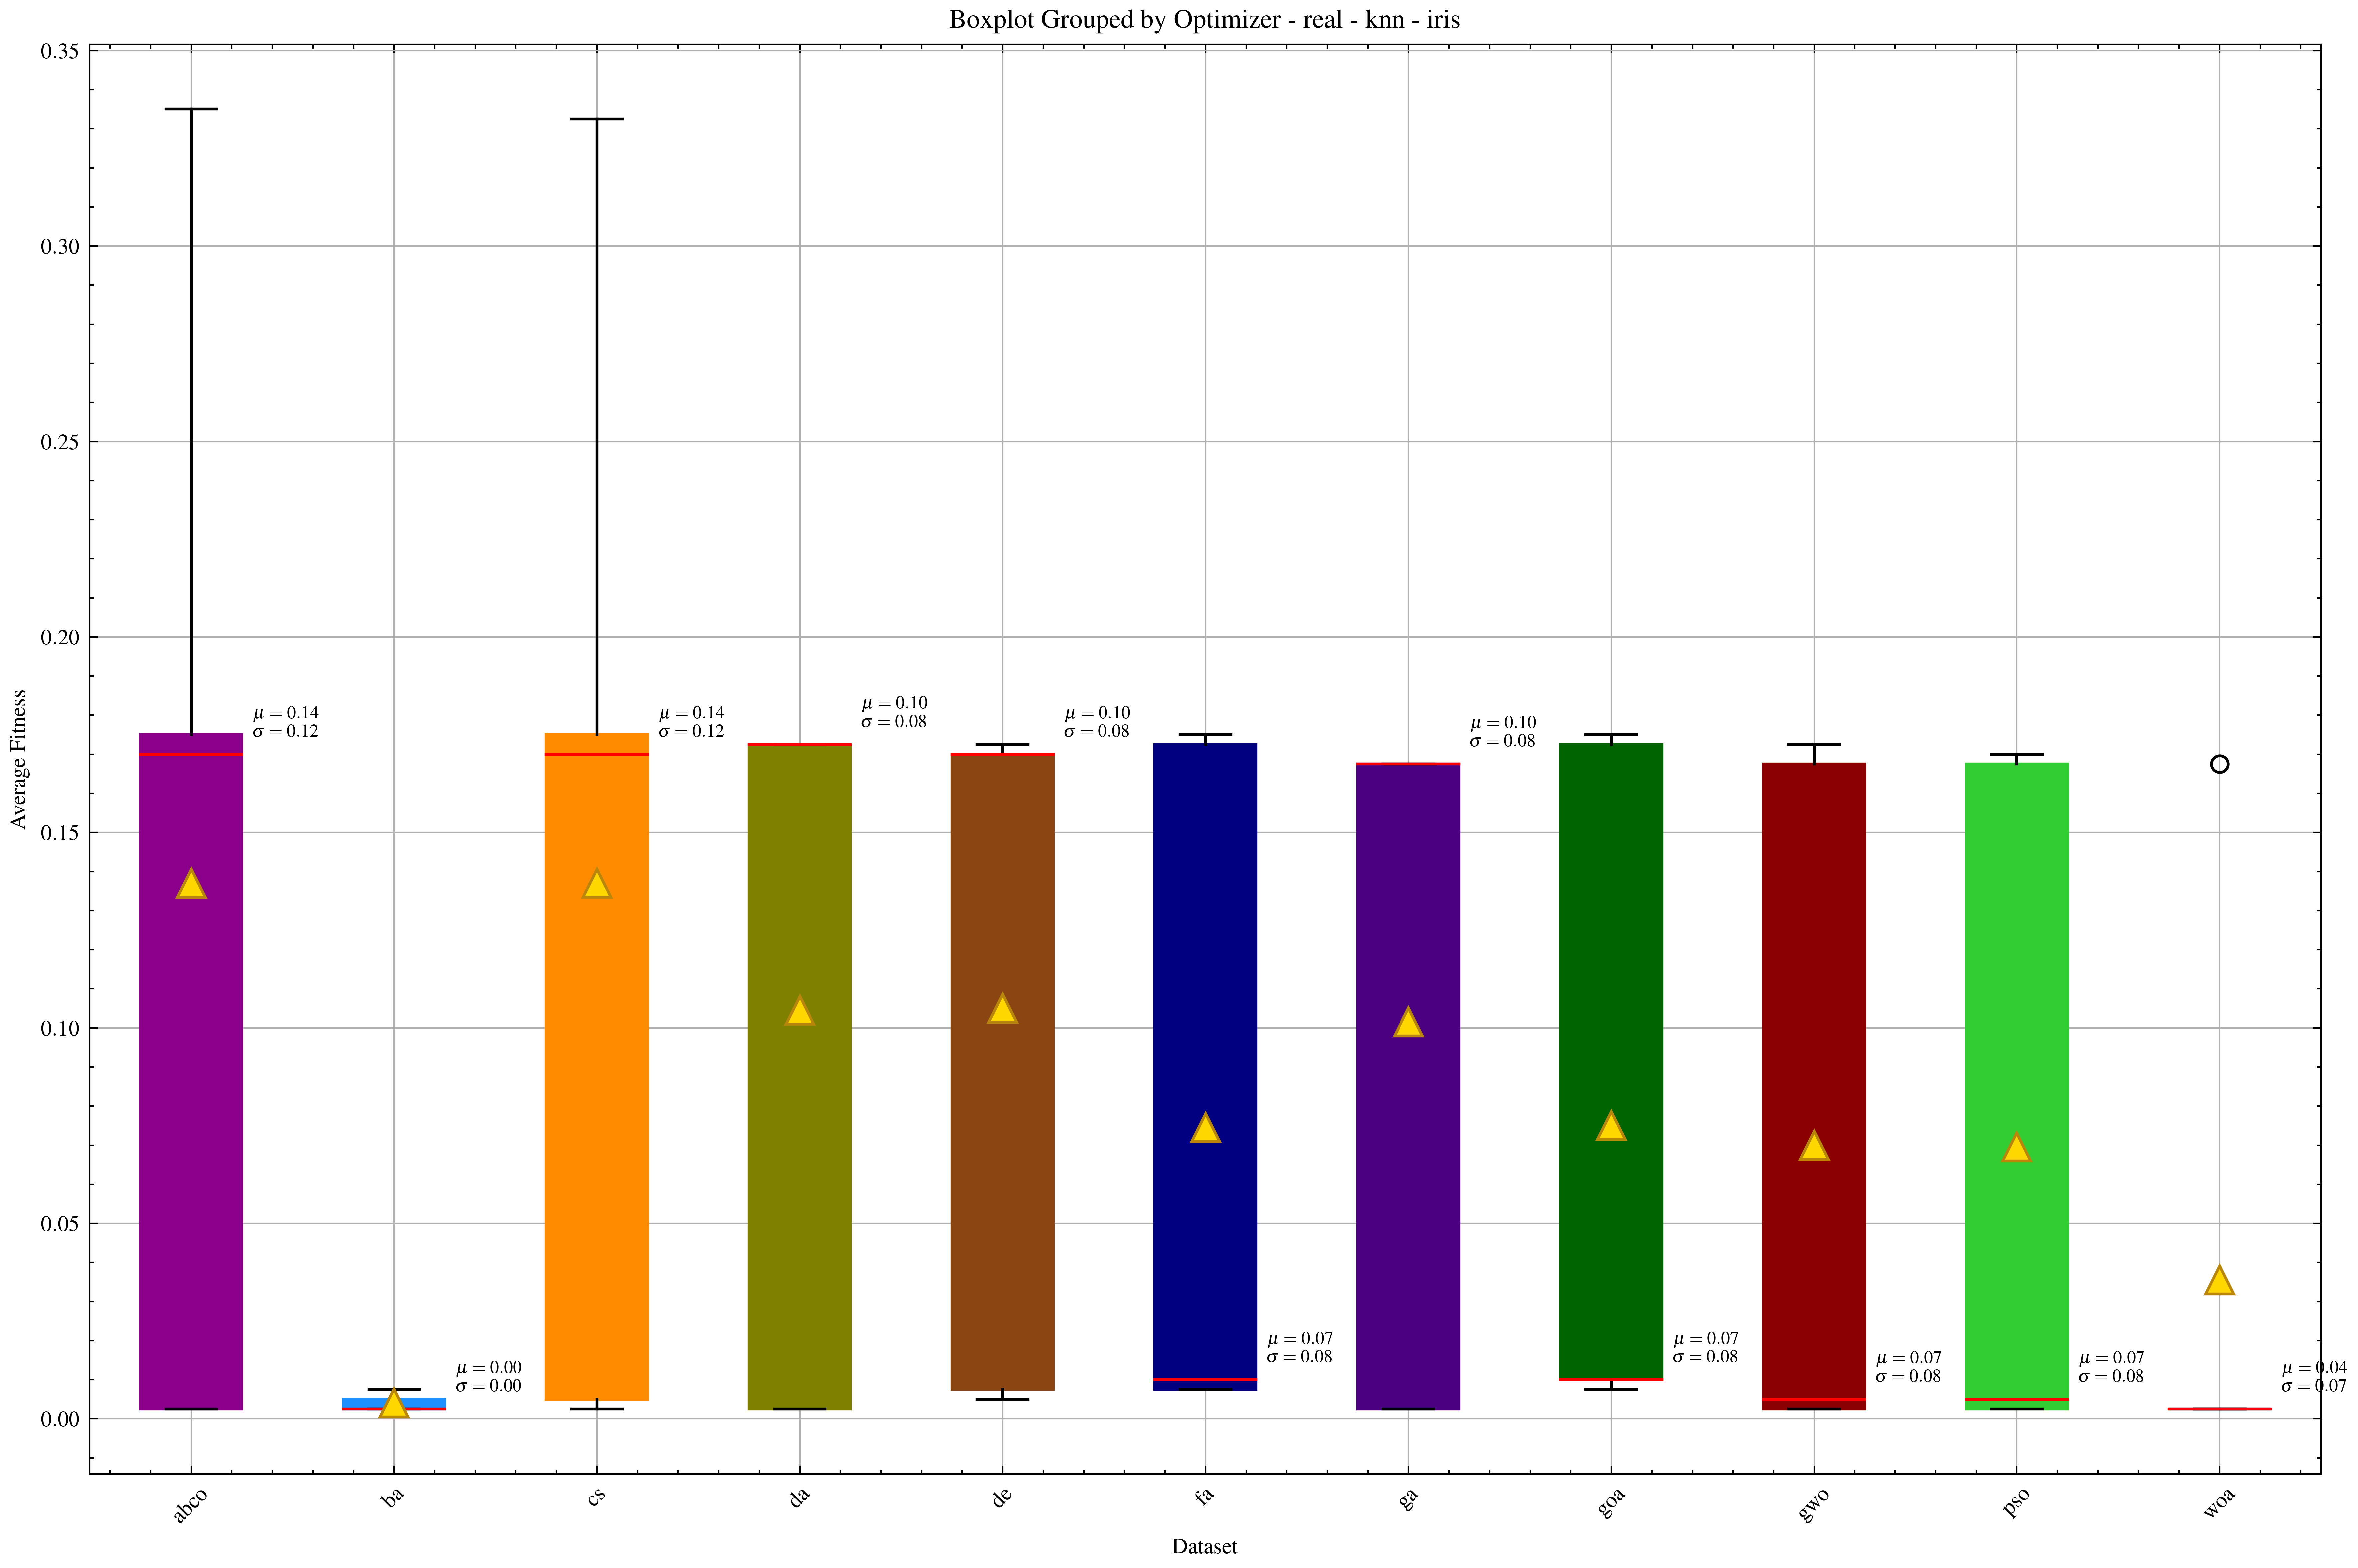 Boxplot Grouped by Optimizer - real - knn - iris
0.35
0.30
0.25
0.20
0.15
0.10
0.05
0.00
Average Fitness
μ = 0.14
σ = 0.12
μ = 0.00
σ = 0.00
μ = 0.14
σ = 0.12
μ = 0.10
σ = 0.08
μ = 0.10
σ = 0.08
μ = 0.07
σ = 0.08
μ = 0.10
σ = 0.08
μ = 0.07
σ = 0.08
μ = 0.07
σ = 0.08
μ = 0.07
σ = 0.08
μ = 0.04
σ = 0.07
abco
ba
cs
da
de
fa
ga
goa
gwo
pso
woa
Dataset